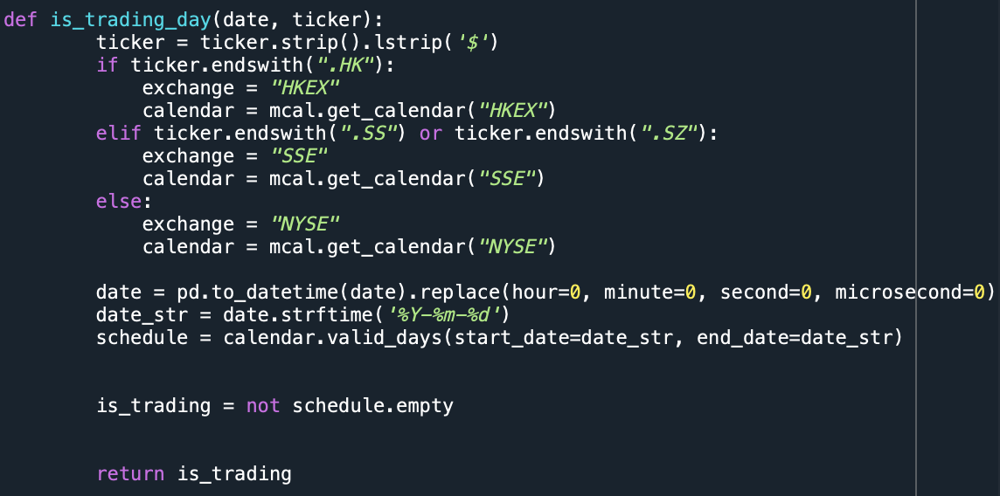 def is_trading_day(date, ticker):
        ticker = ticker.strip().lstrip('$')
        if ticker.endswith(".HK"):
            exchange = "HKEX"
            calendar = mcal.get_calendar("HKEX")
        elif ticker.endswith(".SS") or ticker.endswith(".SZ"):
            exchange = "SSE"
            calendar = mcal.get_calendar("SSE")
        else:
            exchange = "NYSE"
            calendar = mcal.get_calendar("NYSE")

        date = pd.to_datetime(date).replace(hour=0, minute=0, second=0, microsecond=0)
        date_str = date.strftime('%Y-%m-%d')
        schedule = calendar.valid_days(start_date=date_str, end_date=date_str)


        is_trading = not schedule.empty


        return is_trading